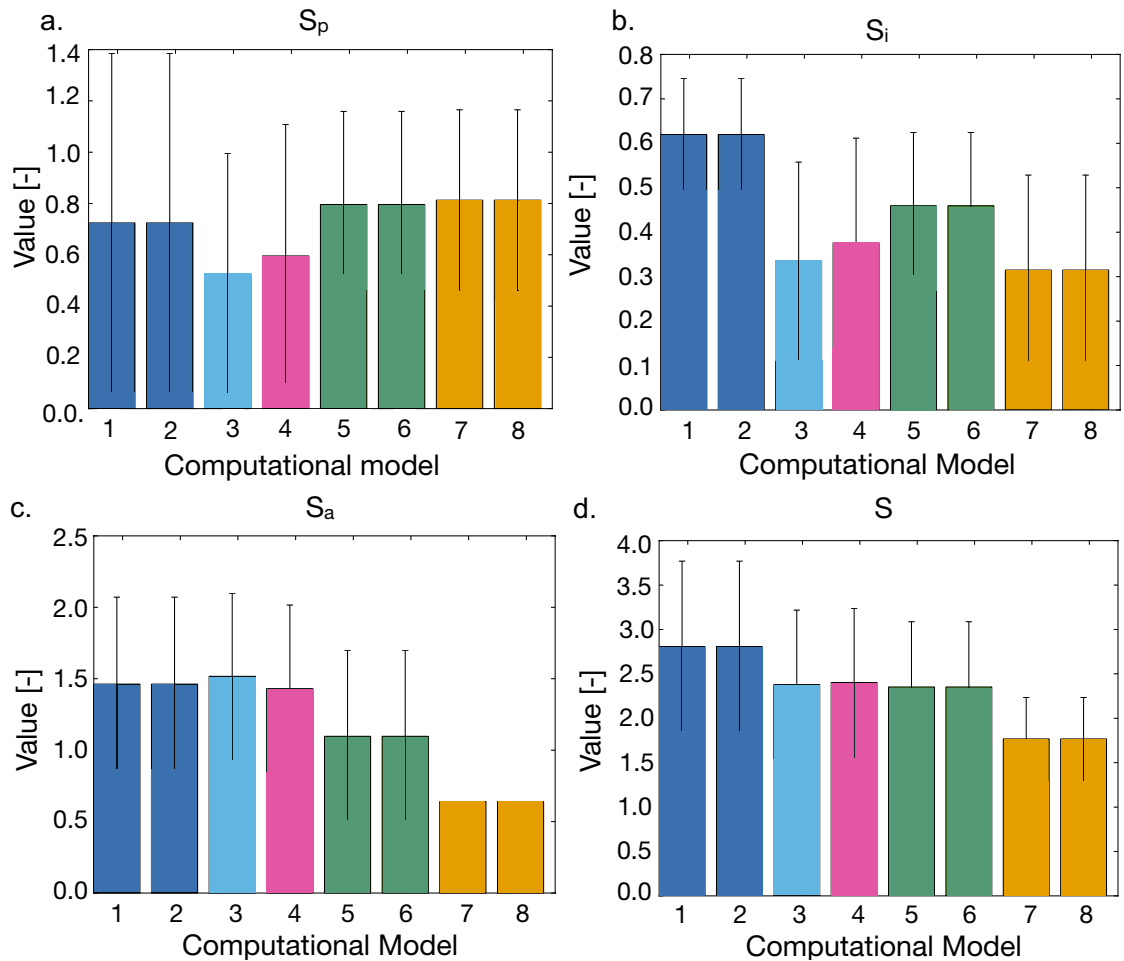 a.
Sp
1.4
1.2
1.0
0.8
0.6
0.4
0.2
0.0.
Value [-]
1 2 3 4 5 6 7 8
Computational model
b.
Si
0.8
0.7
0.6
0.5
0.4
0.3
0.2
0.1
0.0
Value [-]
1 2 3 4 5 6 7 8
Computational Model
c.
Sa
2.5
2.0
1.5
1.0
0.5
0.0
Value [-]
1 2 3 4 5 6 7 8
Computational Model
d.
S
4.0
3.5
3.0
2.5
2.0
1.5
1.0
0.5
0.0
Value [-]
1 2 3 4 5 6 7 8
Computational Model